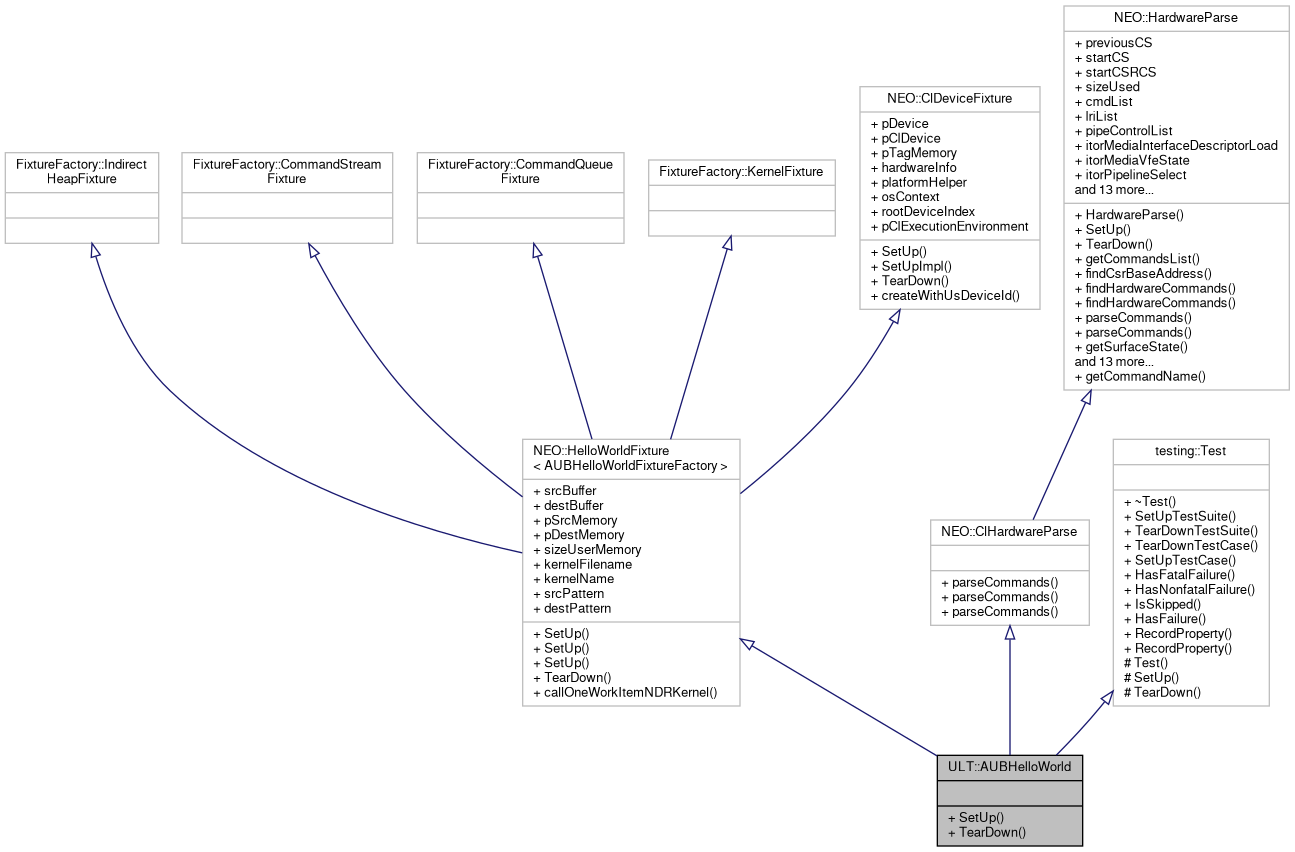 NEO::HardwareParse
+ previousCS
+ startCS
+ startCSRCS
+ sizeUsed
+ cmdList
+ lriList
+ pipeControlList
+ itorMediaInterfaceDescriptorLoad
+ itorMediaVfeState
+ itorPipelineSelect
and 13 more...
+ HardwareParse()
+ SetUp()
+ TearDown()
+ getCommandsList()
+ findCsrBaseAddress()
+ findHardwareCommands()
+ findHardwareCommands()
+ parseCommands()
+ parseCommands()
+ getSurfaceState()
and 13 more...
+ getCommandName()
NEO::ClDeviceFixture
+ pDevice
+ pClDevice
+ pTagMemory
+ hardwareInfo
+ platformHelper
+ osContext
+ rootDeviceIndex
+ pClExecutionEnvironment
+ SetUp()
+ SetUpImpl()
+ TearDown()
+ createWithUsDeviceId()
FixtureFactory::Indirect
HeapFixture
FixtureFactory::CommandStream
Fixture
FixtureFactory::CommandQueue
Fixture
FixtureFactory::KernelFixture
NEO::HelloWorldFixture
< AUBHelloWorldFixtureFactory >
+ srcBuffer
+ destBuffer
+ pSrcMemory
+ pDestMemory
+ sizeUserMemory
+ kernelFilename
+ kernelName
+ srcPattern
+ destPattern
+ SetUp()
+ SetUp()
+ SetUp()
+ TearDown()
+ callOneWorkItemNDRKernel()
NEO::ClHardwareParse
+ parseCommands()
+ parseCommands()
+ parseCommands()
testing::Test
+ ~Test()
+ SetUpTestSuite()
+ TearDownTestSuite()
+ TearDownTestCase()
+ SetUpTestCase()
+ HasFatalFailure()
+ HasNonfatalFailure()
+ IsSkipped()
+ HasFailure()
+ RecordProperty()
+ RecordProperty()
# Test()
# SetUp()
# TearDown()
ULT::AUBHelloWorld
+ SetUp()
+ TearDown()